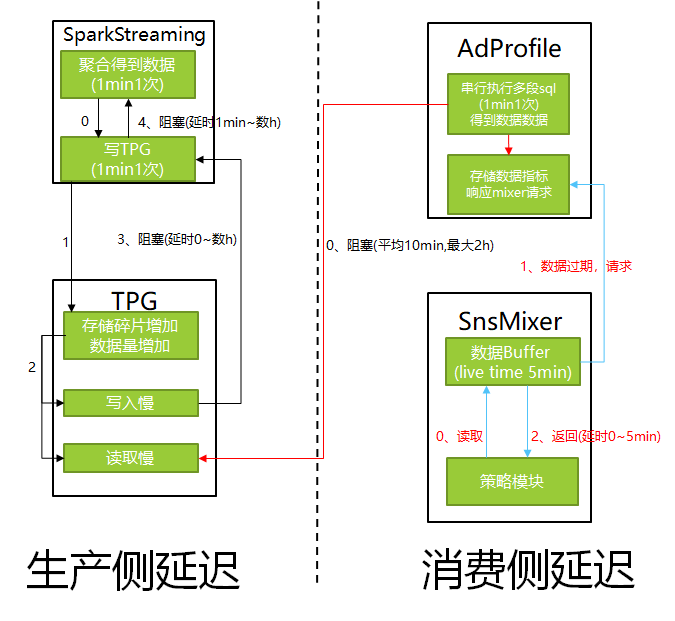 SparkStreaming
聚合得到数据
(1min1次)
0
4、阻塞(延时1min~数h)
写TPG
(1min1次)
1
3、阻塞(延时0~数h)
TPG
存储碎片增加
数据量增加
2
写入慢
读取慢
生产侧延迟
AdProfile
串行执行多段sql
(1min1次)
得到数据数据
存储数据指标
响应mixer请求
0、阻塞(平均10min,最大2h)
1、数据过期，请求
SnsMixer
数据Buffer
(live time 5min)
0、读取
2、返回(延时0~5min)
策略模块
消费侧延迟